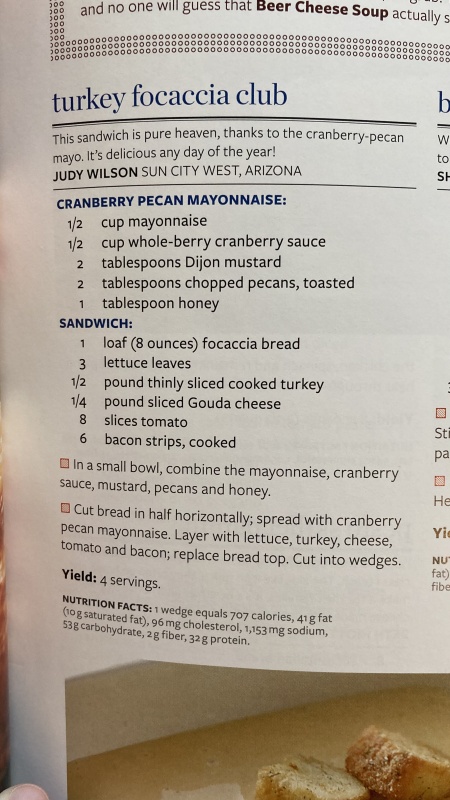 and no one will guess that Beer Cheese Soup actually s
turkey focaccia club
This sandwich is pure heaven, thanks to the cranberry-pecan
mayo. It's delicious any day of the year!
JUDY WILSON SUN CITY WEST, ARIZONA
CRANBERRY PECAN MAYONNAISE:
1/2 cup mayonnaise
1/2 cup whole-berry cranberry sauce
2 tablespoons Dijon mustard
2 tablespoons chopped pecans, toasted
1 tablespoon honey
SANDWICH:
1 loaf (8 ounces) focaccia bread
3 lettuce leaves
1/2 pound thinly sliced cooked turkey
1/4 pound sliced Gouda cheese
8 slices tomato
6 bacon strips, cooked
In a small bowl, combine the mayonnaise, cranberry
sauce, mustard, pecans and honey.
Cut bread in half horizontally; spread with cranberry
pecan mayonnaise. Layer with lettuce, turkey, cheese,
tomato and bacon; replace bread top. Cut into wedges.
Yield: 4 servings.
NUTRITION FACTS: 1 wedge equals 707 calories, 41 g fat
(10 g saturated fat), 96 mg cholesterol, 1,153 mg sodium,
53 g carbohydrate, 2 g fiber, 32 g protein.
b
W
to
SH
Sti
pa
He
Yie
NUT
fat)
fibe